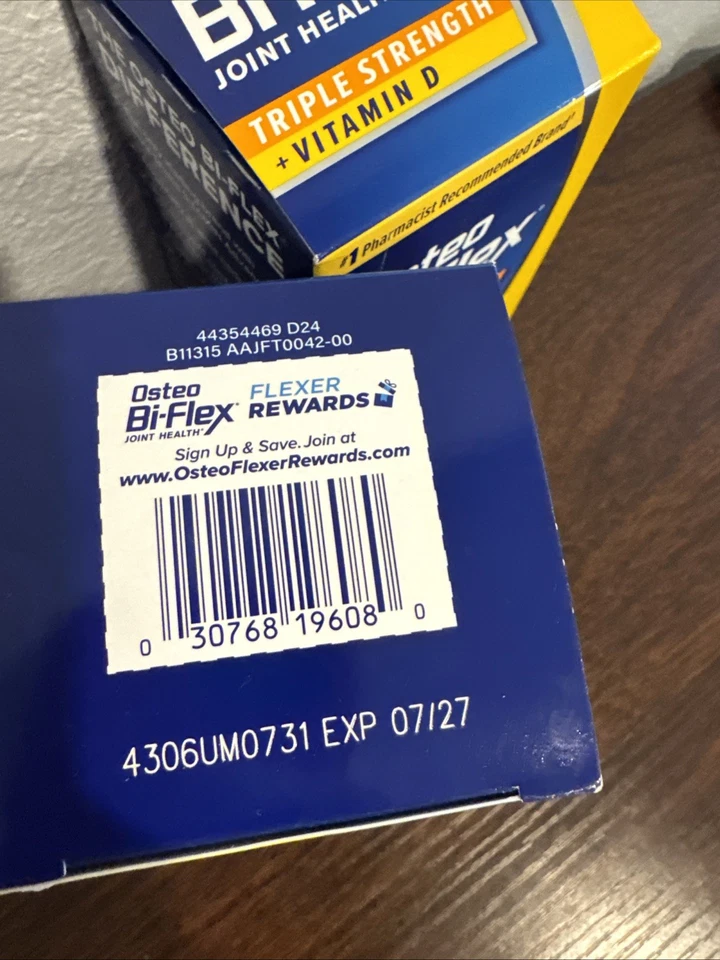 Bi
JOINT HEALTH
TRIPLE STRENGTH
+ VITAMIN D
THE OSTEO BI-FLEX®
DIFFERENCE
#1 Pharmacist Recommended Brand
44354469 D24
B11315 AAJFT0042-00
Osteo
Bi-Flex®
JOINT HEALTH
FLEXER
REWARDS
Sign Up & Save. Join at
www.OsteoFlexerRewards.com
0 30768 19608 0
4306UM0731 EXP 07/27